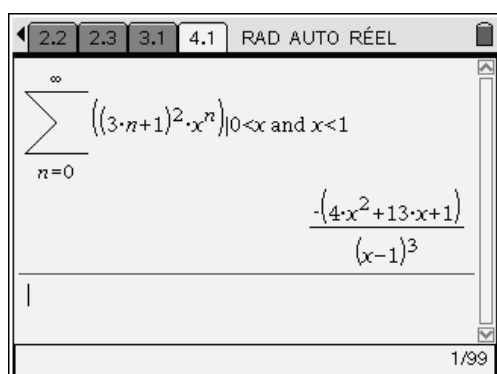 2.2 2.3 3.1 4.1 RAD AUTO RÉEL
∞
∑ ((3·n+1)²·xⁿ)|0<x and x<1
n=0
-(4·x²+13·x+1)
(x−1)³
1/99